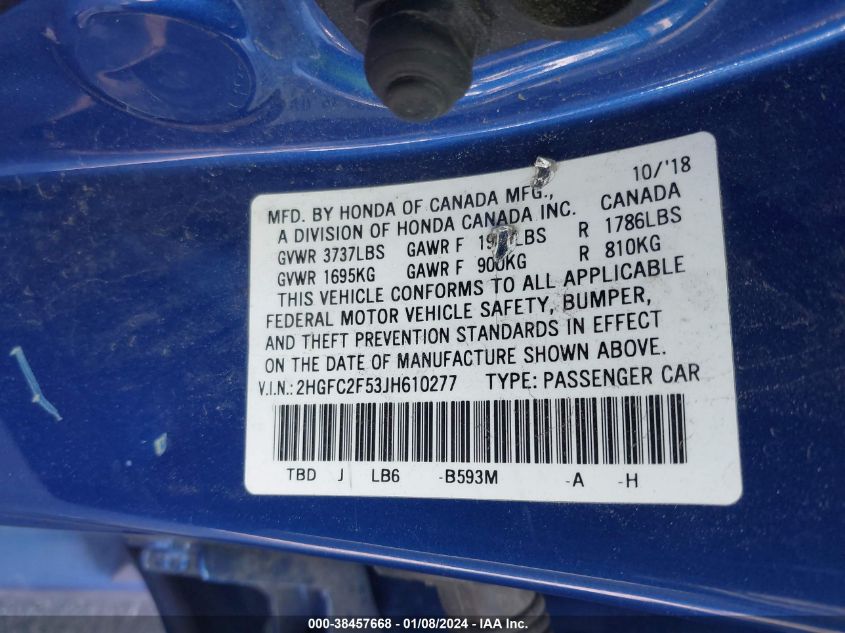 10/'18
MFD. BY HONDA OF CANADA MFG.,
A DIVISION OF HONDA CANADA INC. CANADA
GVWR 3737LBS GAWR F LBS R 1786LBS
GVWR 1695KG GAWR F 900KG R 810KG
THIS VEHICLE CONFORMS TO ALL APPLICABLE
FEDERAL MOTOR VEHICLE SAFETY, BUMPER,
AND THEFT PREVENTION STANDARDS IN EFFECT
ON THE DATE OF MANUFACTURE SHOWN ABOVE.
V.I.N.: 2HGFC2F53JH610277 TYPE: PASSENGER CAR
TBD J LB6 -B593M -A -H
000-38457668 - 01/08/2024 - IAA Inc.